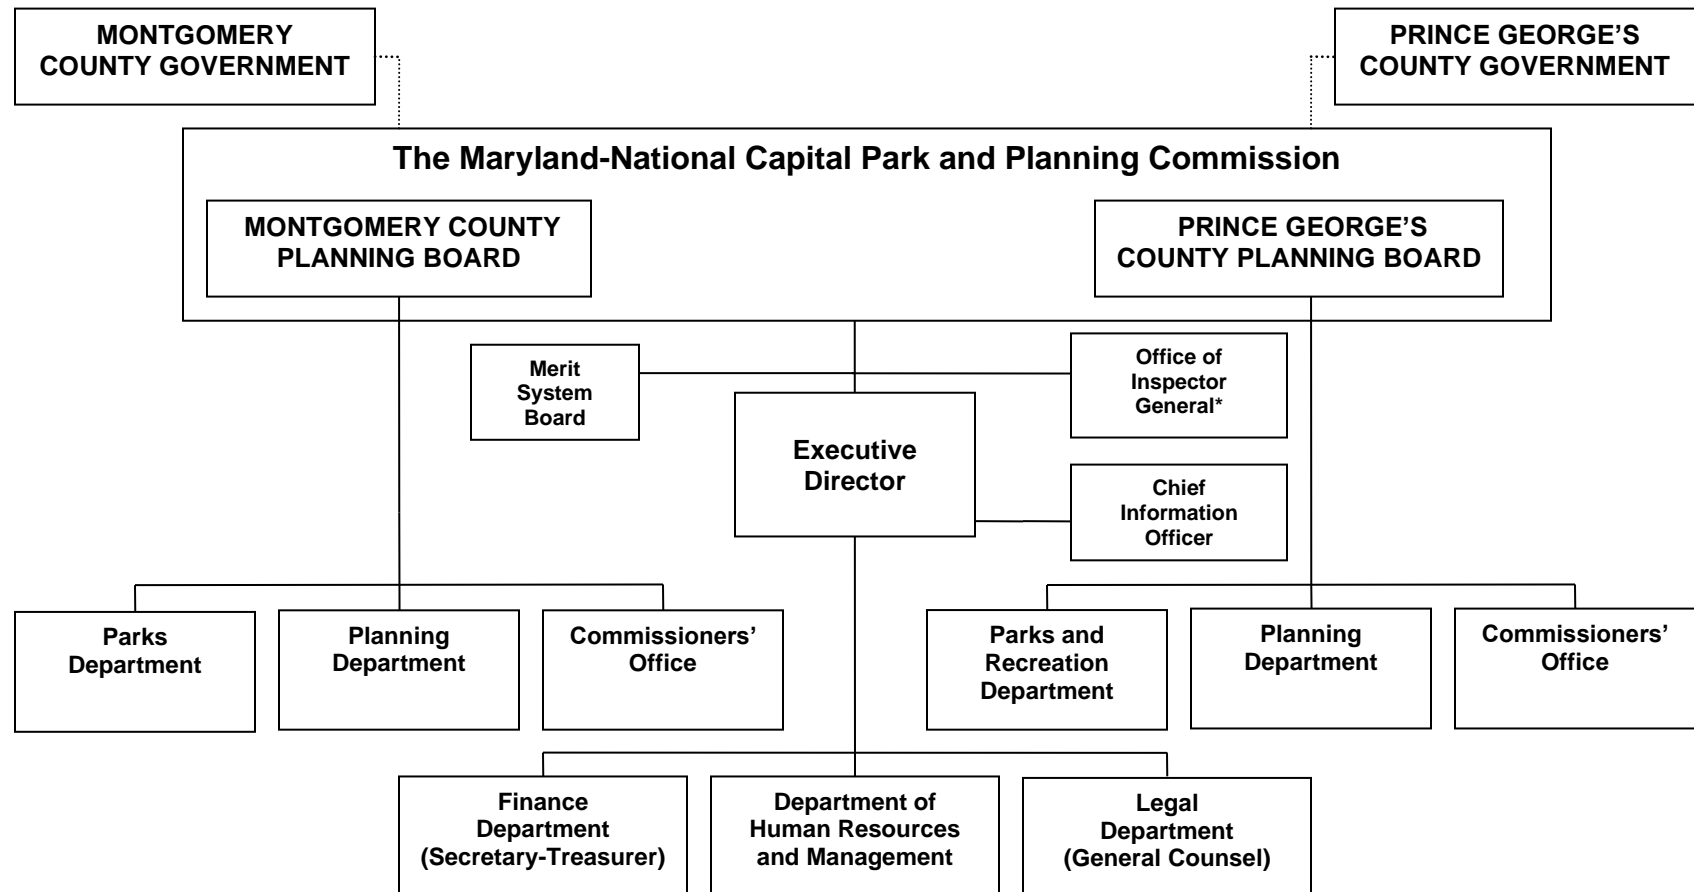 MONTGOMERY
COUNTY GOVERNMENT
PRINCE GEORGE’S
COUNTY GOVERNMENT
The Maryland-National Capital Park and Planning Commission
MONTGOMERY COUNTY
PLANNING BOARD
PRINCE GEORGE’S
COUNTY PLANNING BOARD
Merit
System
Board
Office of
Inspector
General*
Executive
Director
Chief
Information
Officer
Parks
Department
Planning
Department
Commissioners’
Office
Parks and
Recreation
Department
Planning
Department
Commissioners’
Office
Finance
Department
(Secretary-Treasurer)
Department of
Human Resources
and Management
Legal
Department
(General Counsel)